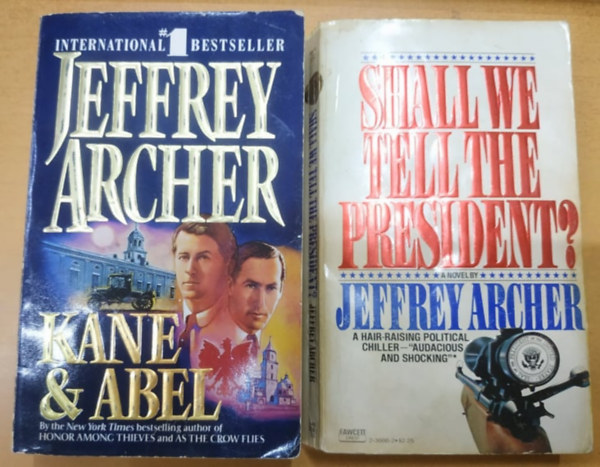 INTERNATIONAL #1 BESTSELLER
JEFFREY
ARCHER
KANE
& ABEL
By the New York Times bestselling author of
HONOR AMONG THIEVES and AS THE CROW FLIES
SHALL WE TELL THE PRESIDENT? JEFFREY ARCHER
SHALL WE
TELL THE
PRESIDENT?
A NOVEL BY
JEFFREY ARCHER
A HAIR-RAISING POLITICAL
CHILLER—"AUDACIOUS
AND SHOCKING"*
FAWCETT